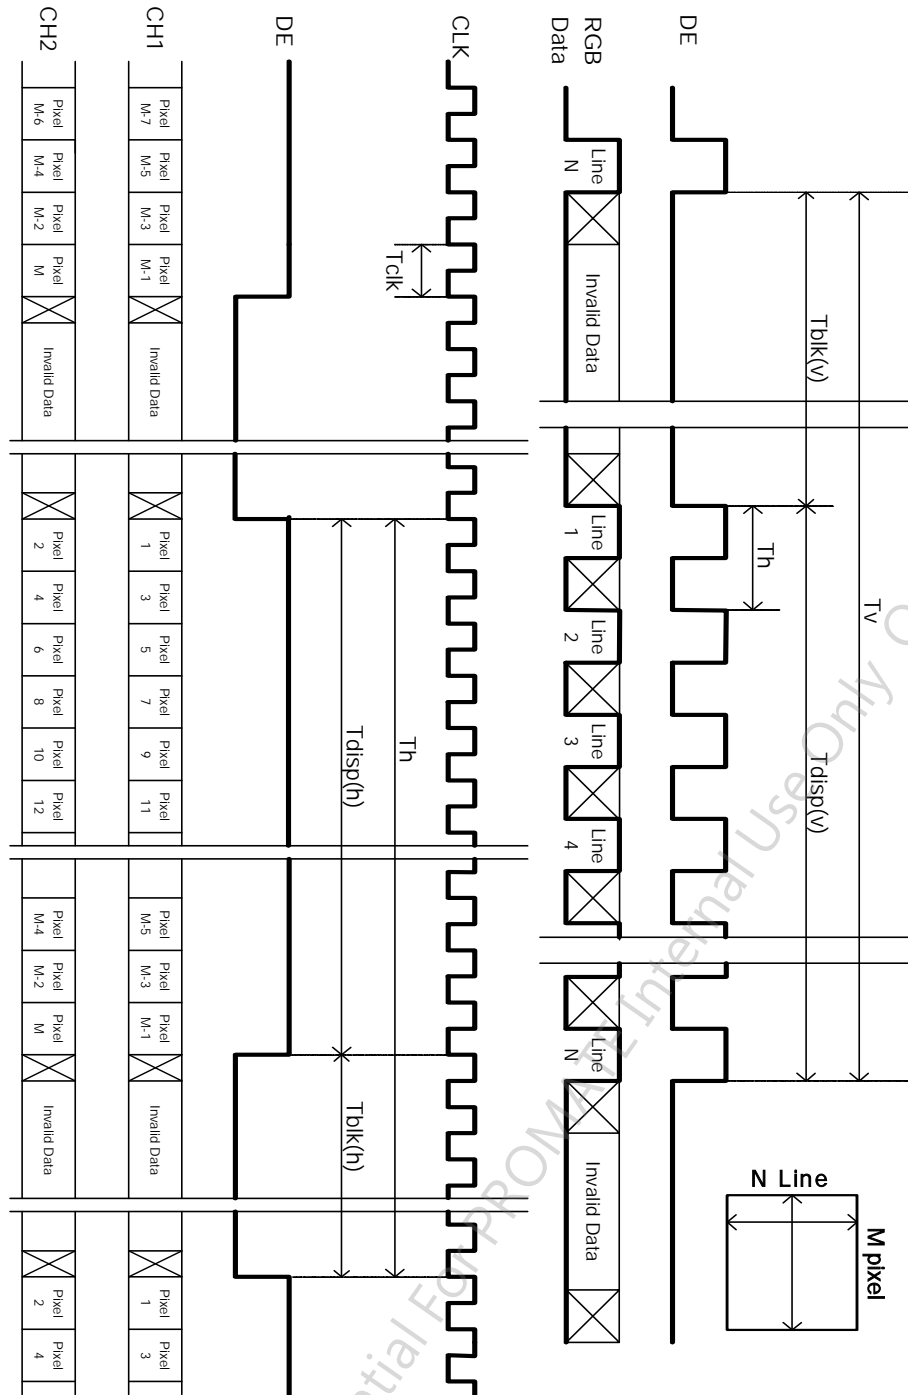 Tv
Tblk(v)
Tdisp(v)
Th
DE
RGB
Data
Line
N
Invalid Data
Line
1
Line
2
Line
3
Line
4
Line
N
Invalid Data
N Line
M pixel
CLK
Tclk
Th
Tdisp(h)
Tblk(h)
DE
CH1
Pixel
M-7
Pixel
M-5
Pixel
M-3
Pixel
M-1
Invalid Data
Pixel
1
Pixel
3
Pixel
5
Pixel
7
Pixel
9
Pixel
11
Pixel
M-5
Pixel
M-3
Pixel
M-1
Invalid Data
Pixel
1
Pixel
3
CH2
Pixel
M-6
Pixel
M-4
Pixel
M-2
Pixel
M
Invalid Data
Pixel
2
Pixel
4
Pixel
6
Pixel
8
Pixel
10
Pixel
12
Pixel
M-4
Pixel
M-2
Pixel
M
Invalid Data
Pixel
2
Pixel
4
For PROMATE Internal Use Only